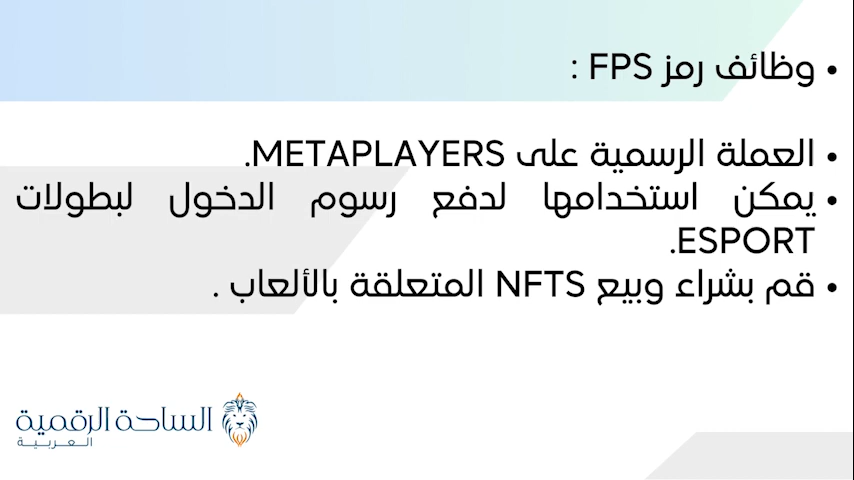 • وظائف رمز FPS :
• العملة الرسمية على METAPLAYERS.
• يمكن استخدامها لدفع رسوم الدخول لبطولات
ESPORT.
• قم بشراء وبيع NFTS المتعلقة بالألعاب .
الساحة الرقمية
العربية